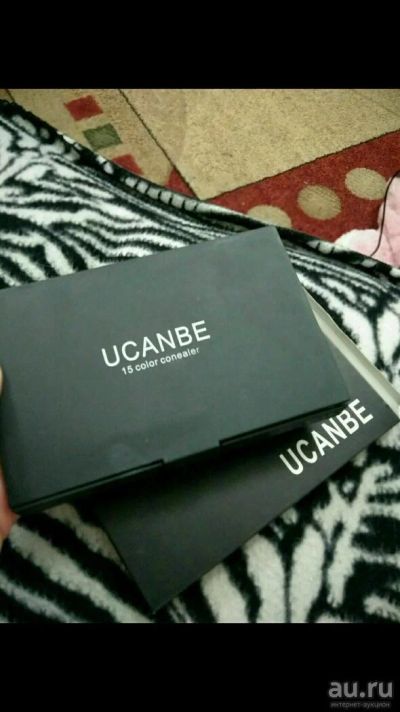 UCANBE
15 color conealer
UCANBE
au.ru
интернет-аукцион